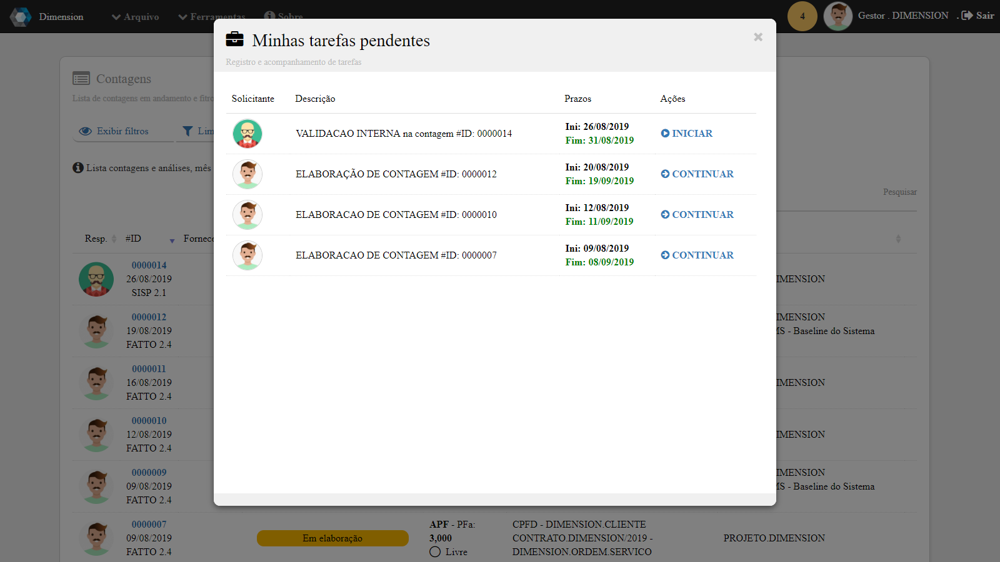 Dimension
Arquivo
Ferramentas
Sobre
4
Gestor . DIMENSION
. Sair
Minhas tarefas pendentes
×
Registro e acompanhamento de tarefas
Solicitante Descrição Prazos Ações
VALIDACAO INTERNA na contagem #ID: 0000014
Ini: 26/08/2019
Fim: 31/08/2019
INICIAR
ELABORAÇÃO DE CONTAGEM #ID: 0000012
Ini: 20/08/2019
Fim: 19/09/2019
CONTINUAR
ELABORACAO DE CONTAGEM #ID: 0000010
Ini: 12/08/2019
Fim: 11/09/2019
CONTINUAR
ELABORACAO DE CONTAGEM #ID: 0000007
Ini: 09/08/2019
Fim: 08/09/2019
CONTINUAR
Contagens
Lista de contagens em andamento e fitro
Exibir filtros
Lim
Lista contagens e análises, mês
Pesquisar
Resp. #ID Fornece
0000014
26/08/2019
SISP 2.1
IMENSION
0000012
19/08/2019
FATTO 2.4
IMENSION
MS - Baseline do Sistema
0000011
16/08/2019
FATTO 2.4
IMENSION
0000010
12/08/2019
FATTO 2.4
IMENSION
0000009
09/08/2019
FATTO 2.4
IMENSION
MS - Baseline do Sistema
0000007
09/08/2019
FATTO 2.4
Em elaboração
APF - PFa:
3,000
Livre
CPFD - DIMENSION.CLIENTE
CONTRATO.DIMENSION/2019 -
DIMENSION.ORDEM.SERVICO
PROJETO.DIMENSION